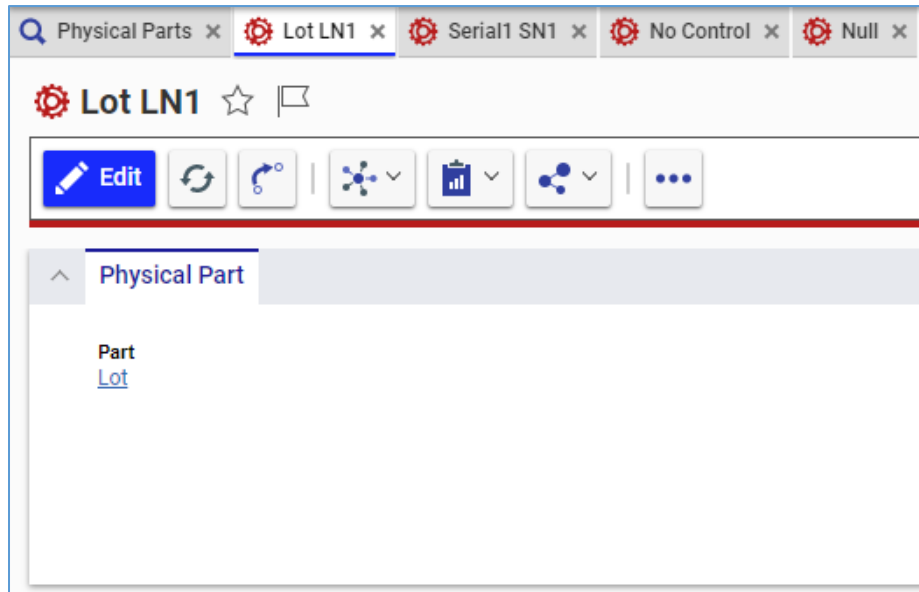 Physical Parts Lot LN1 Serial1 SN1 No Control Null
Lot LN1
Edit
Physical Part
Part
Lot